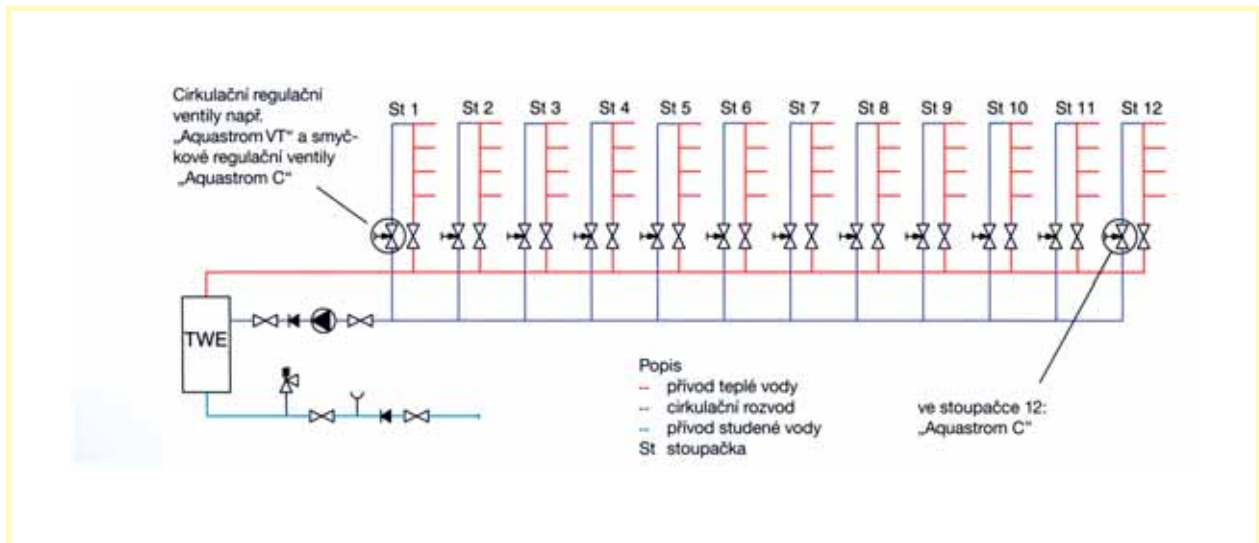 Cirkulační regulační
ventily např.
„Aquastrom VT“ a smyč-
kové regulační ventily
„Aquastrom C“
St 1 St 2 St 3 St 4 St 5 St 6 St 7 St 8 St 9 St 10 St 11 St 12
TWE
Popis
-- přívod teplé vody
-- cirkulační rozvod
-- přívod studené vody
St stoupačka
ve stoupačce 12:
„Aquastrom C“